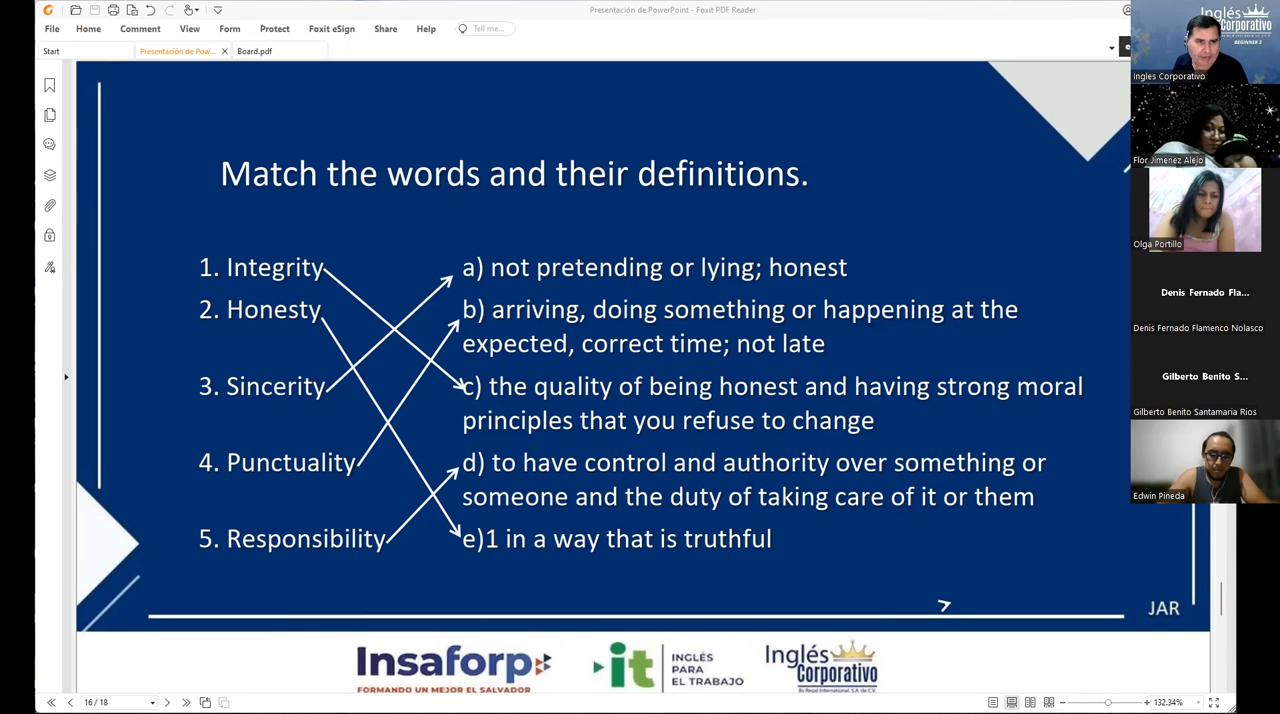 Presentación de PowerPoint - Foxit PDF Reader
File Home Comment View Form Protect Foxit eSign Share Help Tell me...
Start Presentación de Pow... Board.pdf
Match the words and their definitions.
1. Integrity
2. Honesty
3. Sincerity
4. Punctuality
5. Responsibility
a) not pretending or lying; honest
b) arriving, doing something or happening at the
expected, correct time; not late
c) the quality of being honest and having strong moral
principles that you refuse to change
d) to have control and authority over something or
someone and the duty of taking care of it or them
e)1 in a way that is truthful
JAR
Insaforp
FORMANDO UN MEJOR EL SALVADOR
it
INGLÉS
PARA
EL TRABAJO
Inglés
Corporativo
By Regal International, S.A. de C.V.
16 / 18
132.34%
Inglés
Corporativo
BEGINNER 2
Ingles Corporativo
Flor Jimenez Alejo
Olga Portillo
Denis Fernado Fla...
Denis Fernado Flamenco Nolasco
Gilberto Benito S...
Gilberto Benito Santamaria Rios
Edwin Pineda